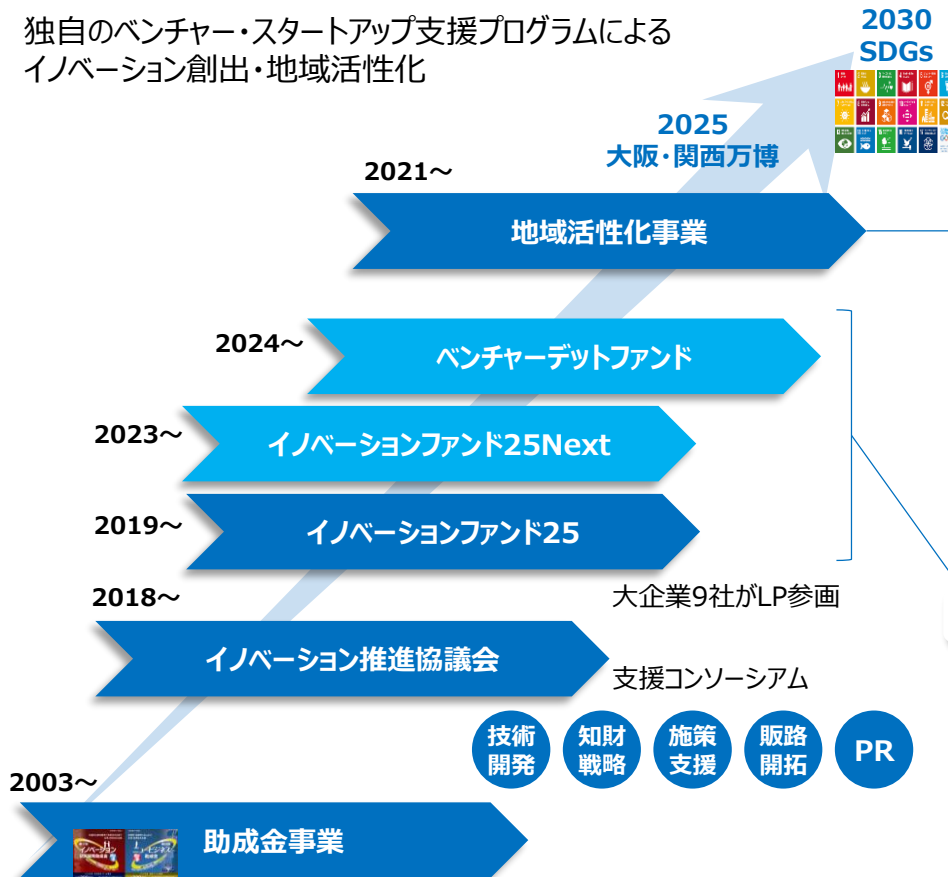 独自のベンチャー・スタートアップ支援プログラムによる
イノベーション創出・地域活性化
2030
SDGs
2025
大阪・関西万博
2021～
地域活性化事業
2024～
ベンチャーデットファンド
2023～
イノベーションファンド25Next
2019～
イノベーションファンド25
大企業9社がLP参画
2018～
イノベーション推進協議会
支援コンソーシアム
技術
開発
知財
戦略
施策
支援
販路
開拓
PR
2003～
助成金事業